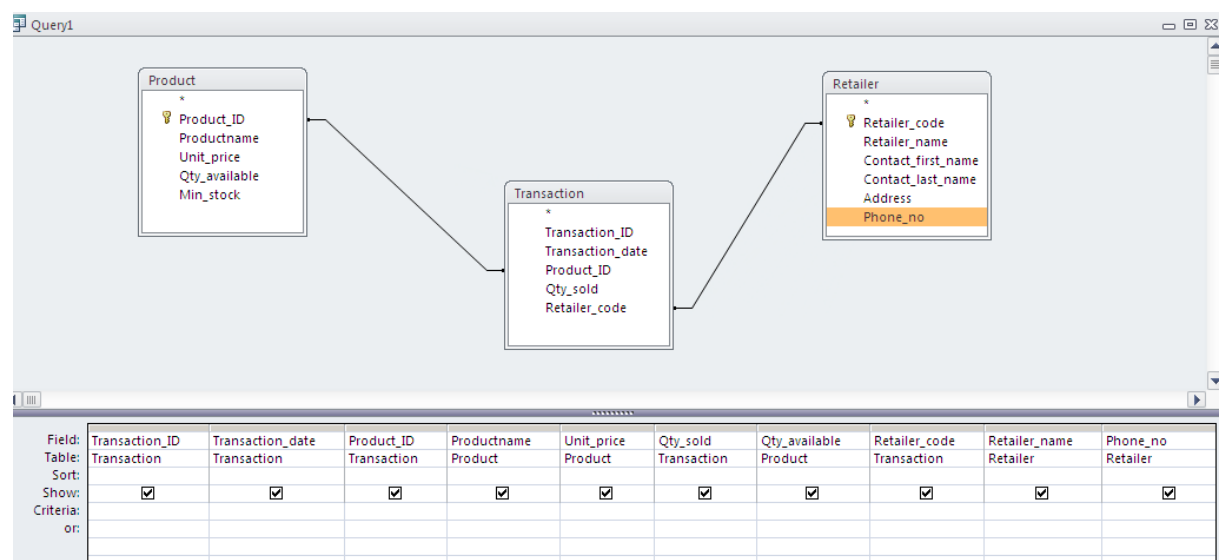 Query1
Product
*
Product_ID
Productname
Unit_price
Qty_available
Min_stock
Transaction
*
Transaction_ID
Transaction_date
Product_ID
Qty_sold
Retailer_code
Retailer
*
Retailer_code
Retailer_name
Contact_first_name
Contact_last_name
Address
Phone_no
Field: Transaction_ID Transaction_date Product_ID Productname Unit_price Qty_sold Qty_available Retailer_code Retailer_name Phone_no
Table: Transaction Transaction Transaction Product Product Transaction Product Transaction Retailer Retailer
Sort:
Show:
Criteria:
or: